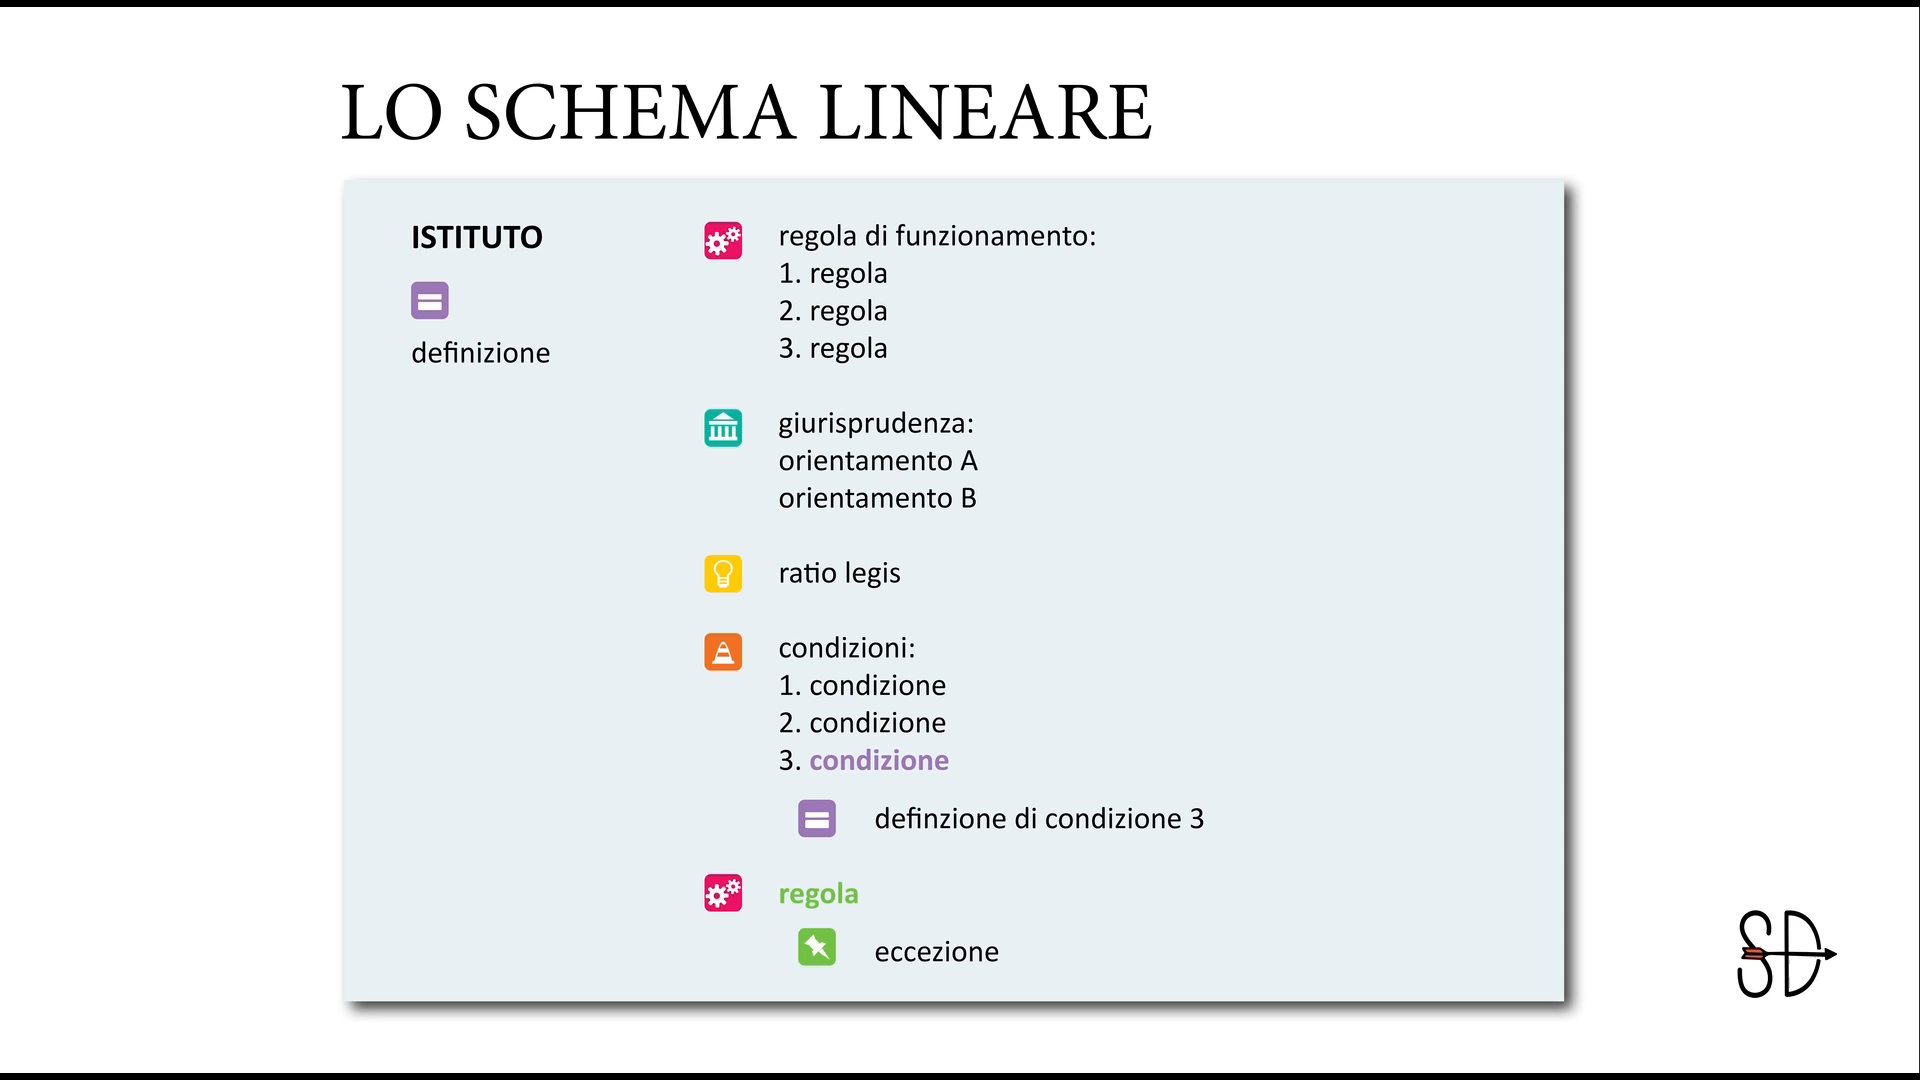 LO SCHEMA LINEARE
ISTITUTO
definizione
regola di funzionamento:
1. regola
2. regola
3. regola
giurisprudenza:
orientamento A
orientamento B
ratio legis
condizioni:
1. condizione
2. condizione
3. condizione
definzione di condizione 3
regola
eccezione
SD